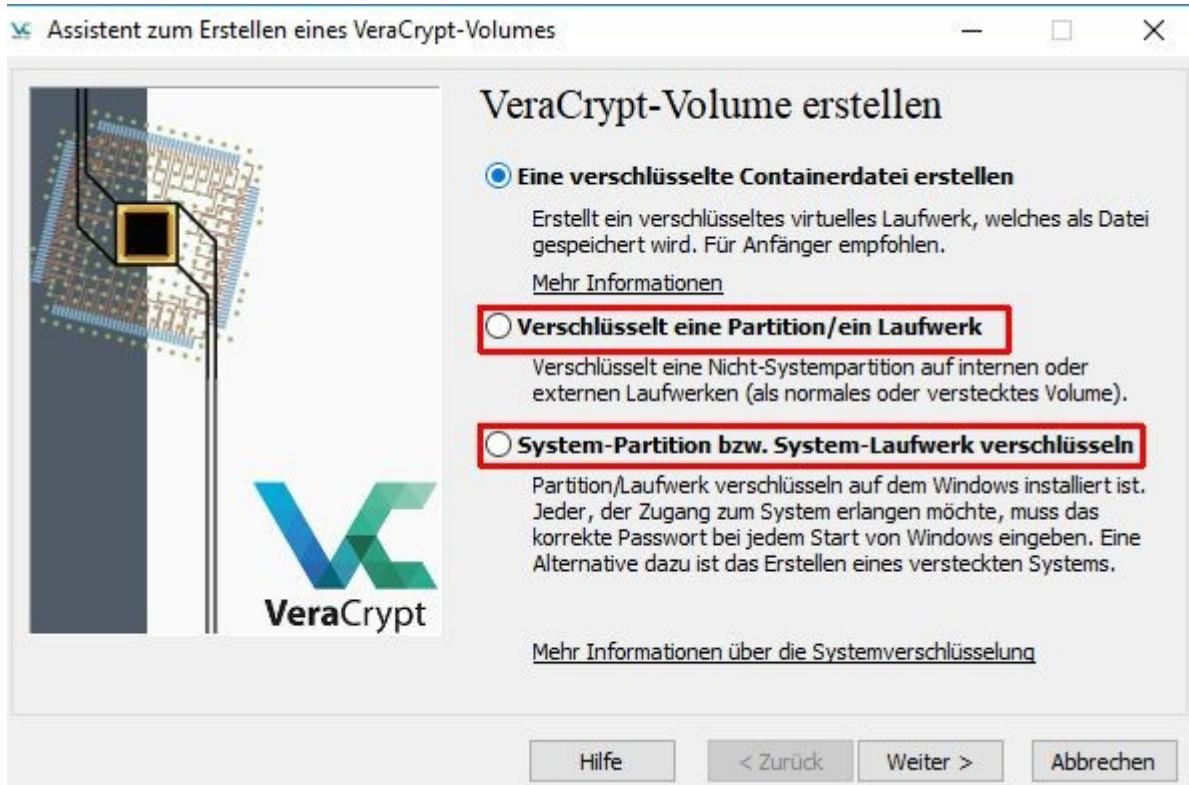 Assistent zum Erstellen eines VeraCrypt-Volumes
VeraCrypt-Volume erstellen
Eine verschlüsselte Containerdatei erstellen
Erstellt ein verschlüsseltes virtuelles Laufwerk, welches als Datei
gespeichert wird. Für Anfänger empfohlen.
Mehr Informationen
Verschlüsselt eine Partition/ein Laufwerk
Verschlüsselt eine Nicht-Systempartition auf internen oder
externen Laufwerken (als normales oder verstecktes Volume).
System-Partition bzw. System-Laufwerk verschlüsseln
Partition/Laufwerk verschlüsseln auf dem Windows installiert ist.
Jeder, der Zugang zum System erlangen möchte, muss das
korrekte Passwort bei jedem Start von Windows eingeben. Eine
Alternative dazu ist das Erstellen eines versteckten Systems.
VeraCrypt
Mehr Informationen über die Systemverschlüsselung
Hilfe
< Zurück
Weiter >
Abbrechen